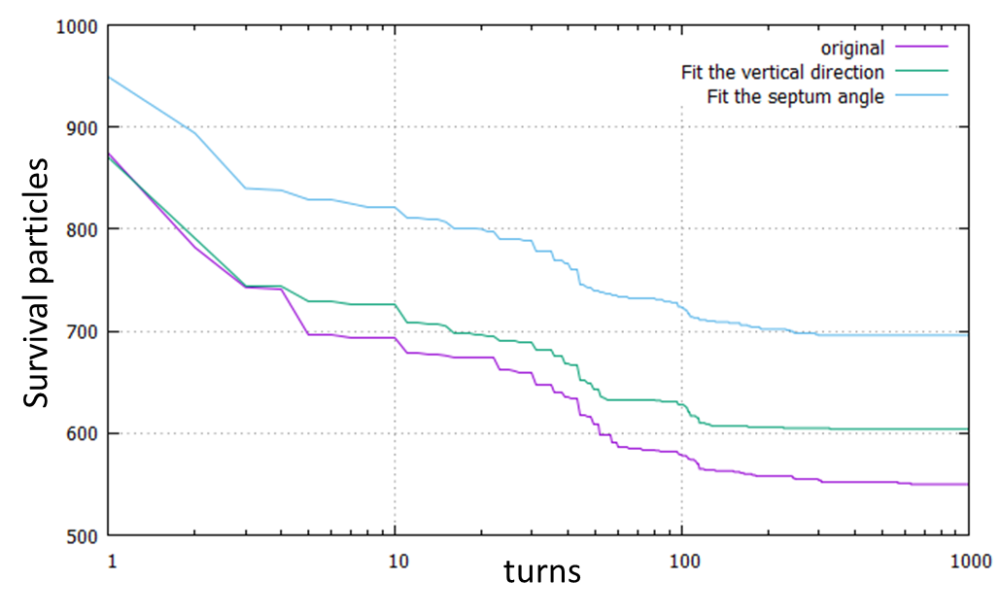 1000
900
800
700
600
500
Survival particles
original
Fit the vertical direction
Fit the septum angle
1 10 100 1000
turns